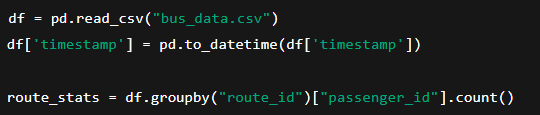 df = pd.read_csv("bus_data.csv")
df['timestamp'] = pd.to_datetime(df['timestamp'])
route_stats = df.groupby("route_id")["passenger_id"].count()